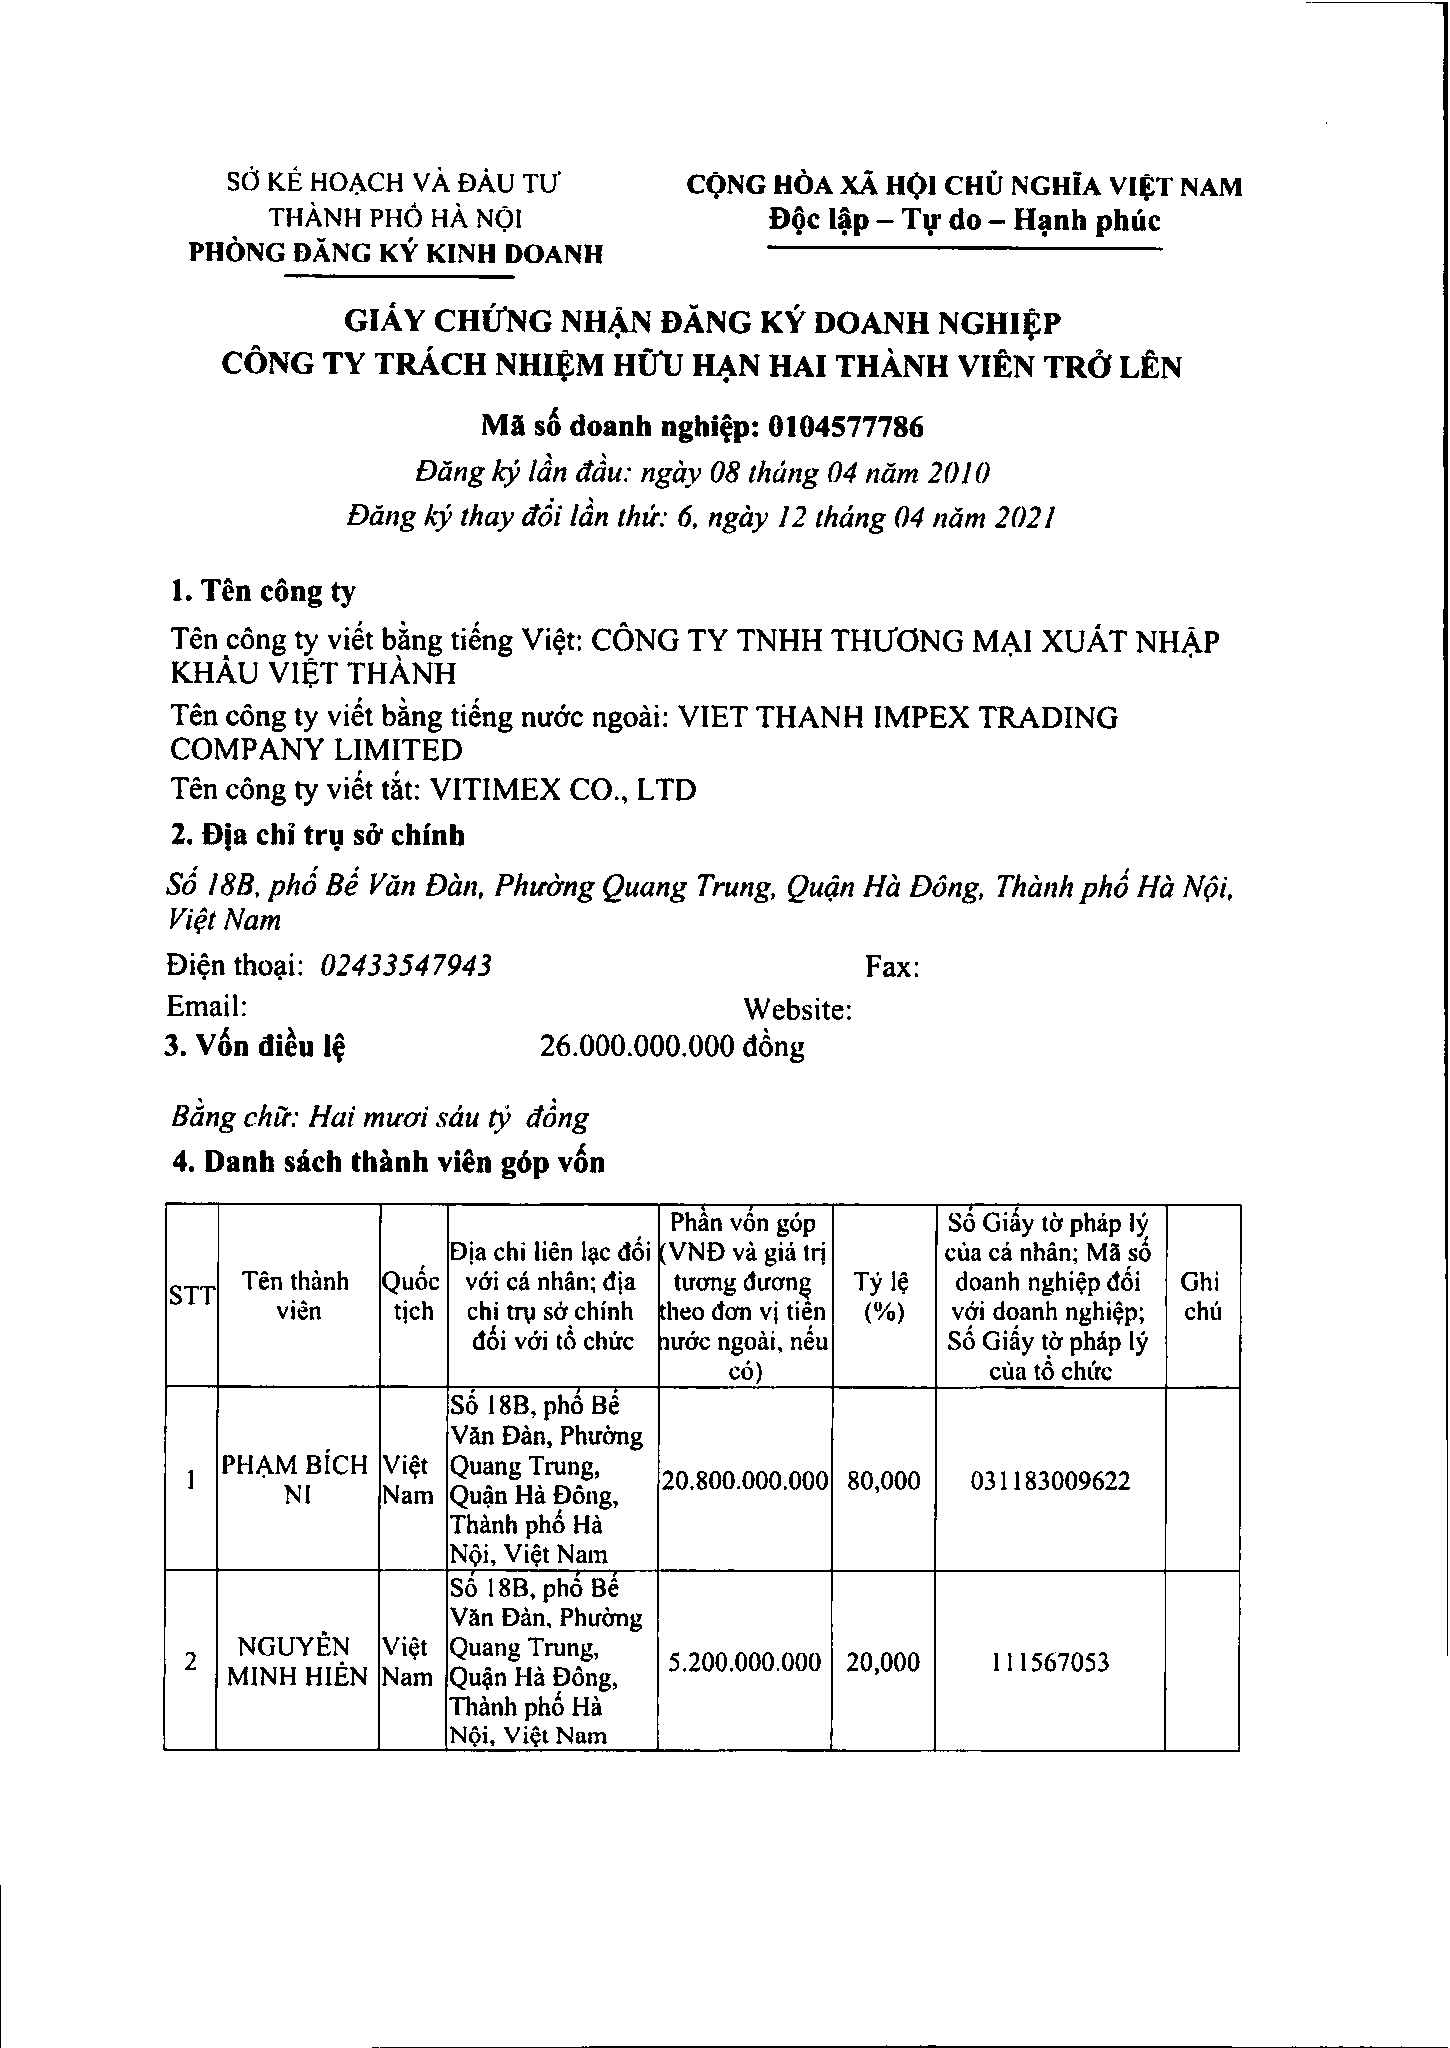 SỞ KẾ HOẠCH VÀ ĐẦU TƯ
THÀNH PHỐ HÀ NỘI
PHÒNG ĐĂNG KÝ KINH DOANH
CỘNG HÒA XÃ HỘI CHỦ NGHĨA VIỆT NAM
Độc lập – Tự do – Hạnh phúc
GIẤY CHỨNG NHẬN ĐĂNG KÝ DOANH NGHIỆP
CÔNG TY TRÁCH NHIỆM HỮU HẠN HAI THÀNH VIÊN TRỞ LÊN
Mã số doanh nghiệp: 0104577786
Đăng ký lần đầu: ngày 08 tháng 04 năm 2010
Đăng ký thay đổi lần thứ: 6, ngày 12 tháng 04 năm 2021
1. Tên công ty
Tên công ty viết bằng tiếng Việt: CÔNG TY TNHH THƯƠNG MẠI XUẤT NHẬP
KHẨU VIỆT THÀNH
Tên công ty viết bằng tiếng nước ngoài: VIET THANH IMPEX TRADING
COMPANY LIMITED
Tên công ty viết tắt: VITIMEX CO., LTD
2. Địa chỉ trụ sở chính
Số 18B, phố Bế Văn Đàn, Phường Quang Trung, Quận Hà Đông, Thành phố Hà Nội,
Việt Nam
Điện thoại: 02433547943 Fax:
Email: Website:
3. Vốn điều lệ 26.000.000.000 đồng
Bằng chữ: Hai mươi sáu tỷ đồng
4. Danh sách thành viên góp vốn
STT
Tên thành
viên
Quốc
tịch
Địa chỉ liên lạc đối
với cá nhân; địa
chỉ trụ sở chính
đối với tổ chức
Phần vốn góp
(VNĐ và giá trị
tương đương
theo đơn vị tiền
nước ngoài, nếu
có)
Tỷ lệ
(%)
Số Giấy tờ pháp lý
của cá nhân; Mã số
doanh nghiệp đối
với doanh nghiệp;
Số Giấy tờ pháp lý
của tổ chức
Ghi
chú
1
PHẠM BÍCH
NI
Việt
Nam
Số 18B, phố Bế
Văn Đàn, Phường
Quang Trung,
Quận Hà Đông,
Thành phố Hà
Nội, Việt Nam
20.800.000.000
80,000
031183009622
2
NGUYỄN
MINH HIỀN
Việt
Nam
Số 18B, phố Bế
Văn Đàn, Phường
Quang Trung,
Quận Hà Đông,
Thành phố Hà
Nội, Việt Nam
5.200.000.000
20,000
111567053